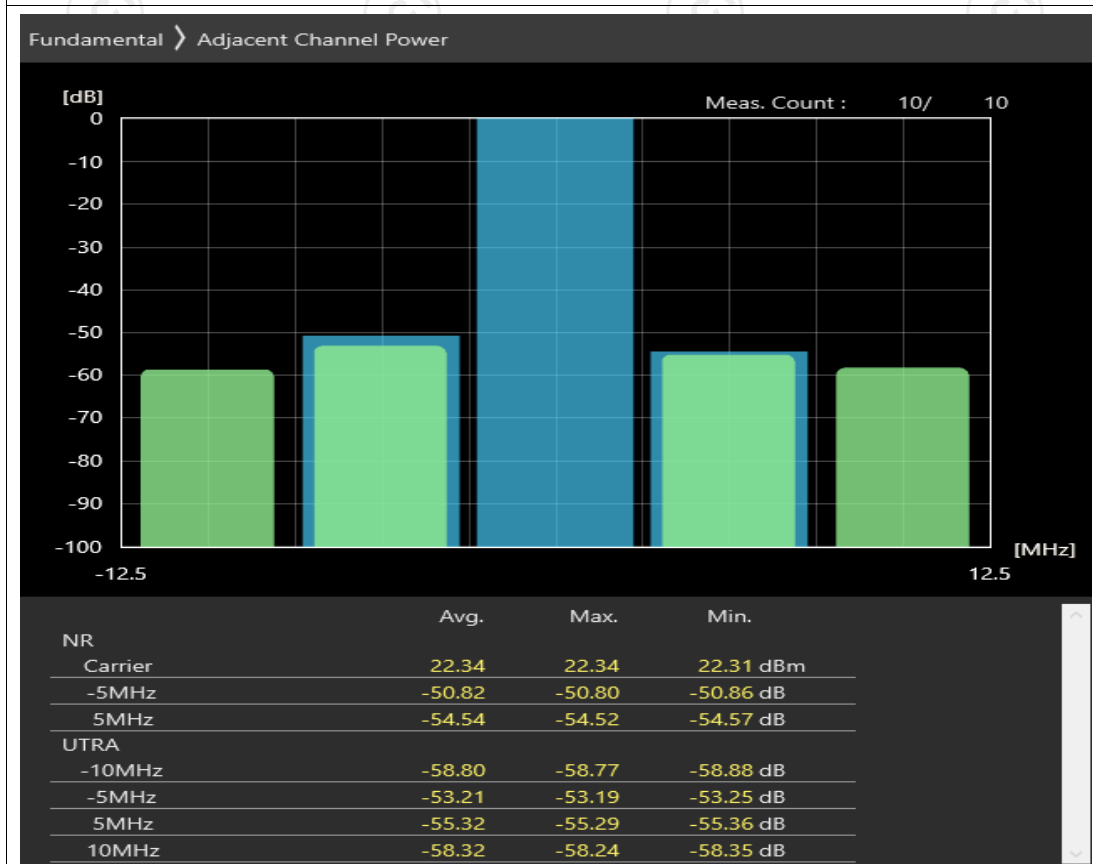 Fundamental 》 Adjacent Channel Power
[dB]
Meas. Count : 10/ 10
0
-10
-20
-30
-40
-50
-60
-70
-80
-90
-100
[MHz]
-12.5 12.5
Avg. Max. Min.
NR
Carrier 22.34 22.34 22.31 dBm
-5MHz -50.82 -50.80 -50.86 dB
5MHz -54.54 -54.52 -54.57 dB
UTRA
-10MHz -58.80 -58.77 -58.88 dB
-5MHz -53.21 -53.19 -53.25 dB
5MHz -55.32 -55.29 -55.36 dB
10MHz -58.32 -58.24 -58.35 dB